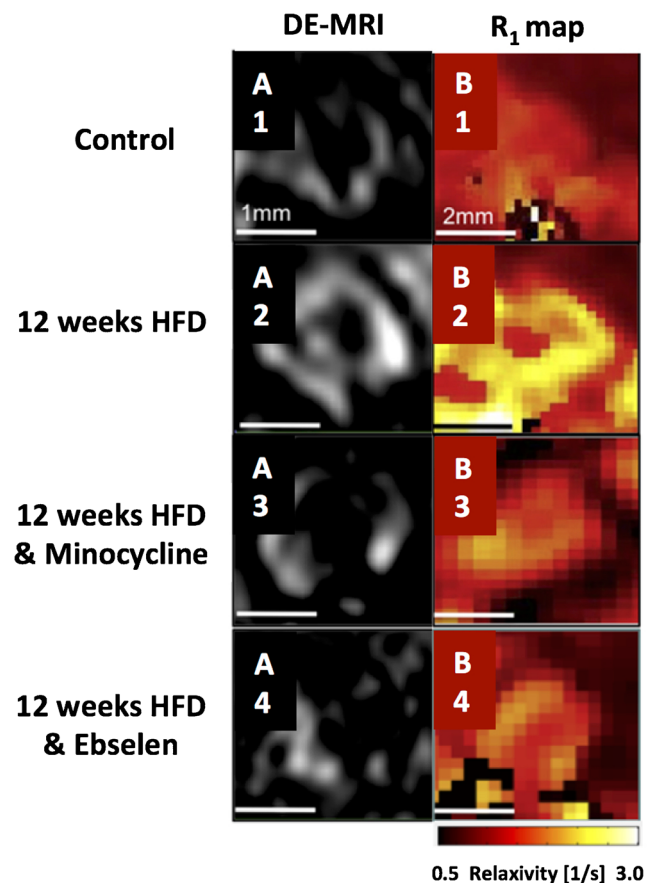 DE-MRI
R1 map
Control
A
1
1mm
B
1
2mm
12 weeks HFD
A
2
B
2
12 weeks HFD
& Minocycline
A
3
B
3
12 weeks HFD
& Ebselen
A
4
B
4
0.5 Relaxivity [1/s] 3.0